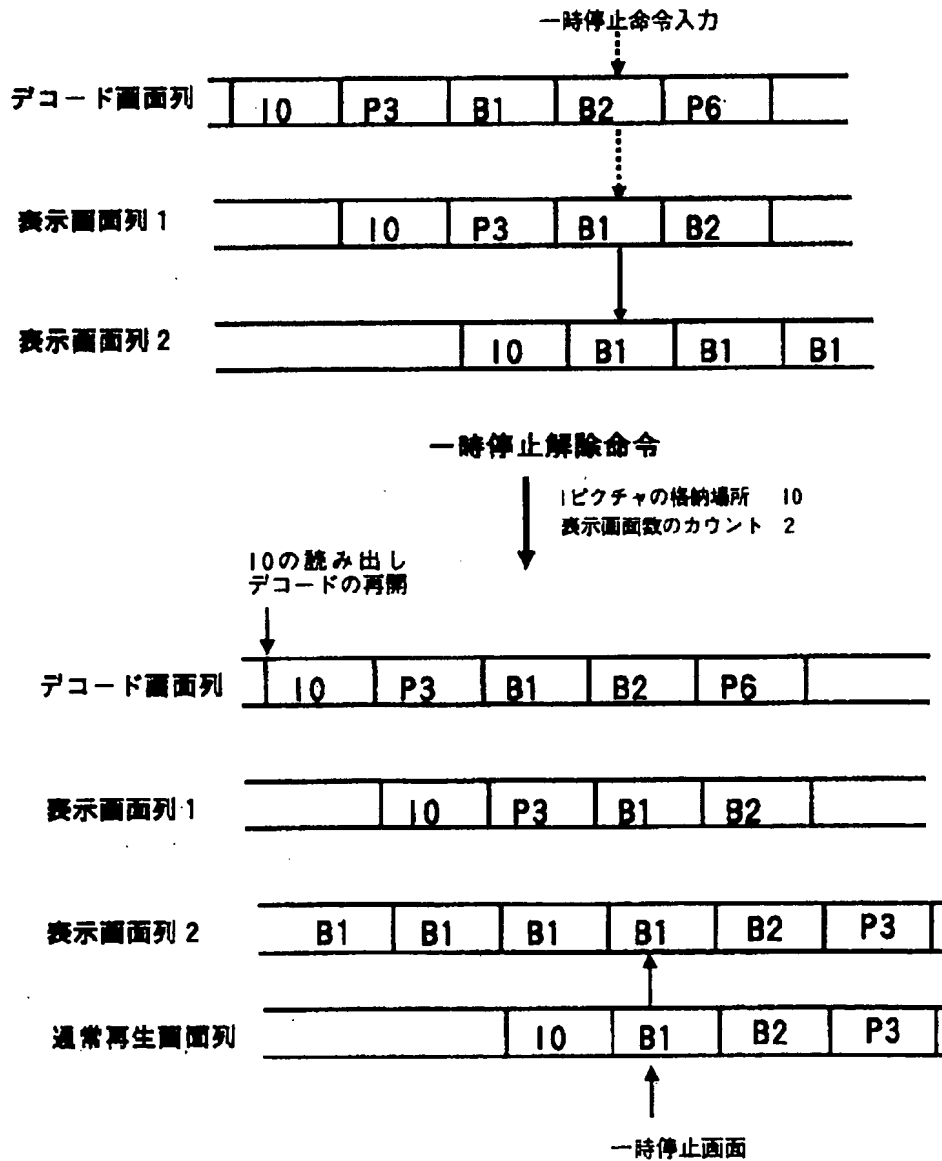 一時停止命令入力
デコード画面列 I0 P3 B1 B2 P6
表示画面列1 I0 P3 B1 B2
表示画面列2 I0 B1 B1 B1
一時停止解除命令
Iピクチャの格納場所 I0
表示画面数のカウント 2
I0の読み出し
デコードの再開
デコード画面列 I0 P3 B1 B2 P6
表示画面列1 I0 P3 B1 B2
表示画面列2 B1 B1 B1 B1 B2 P3
通常再生画面列 I0 B1 B2 P3
一時停止画面